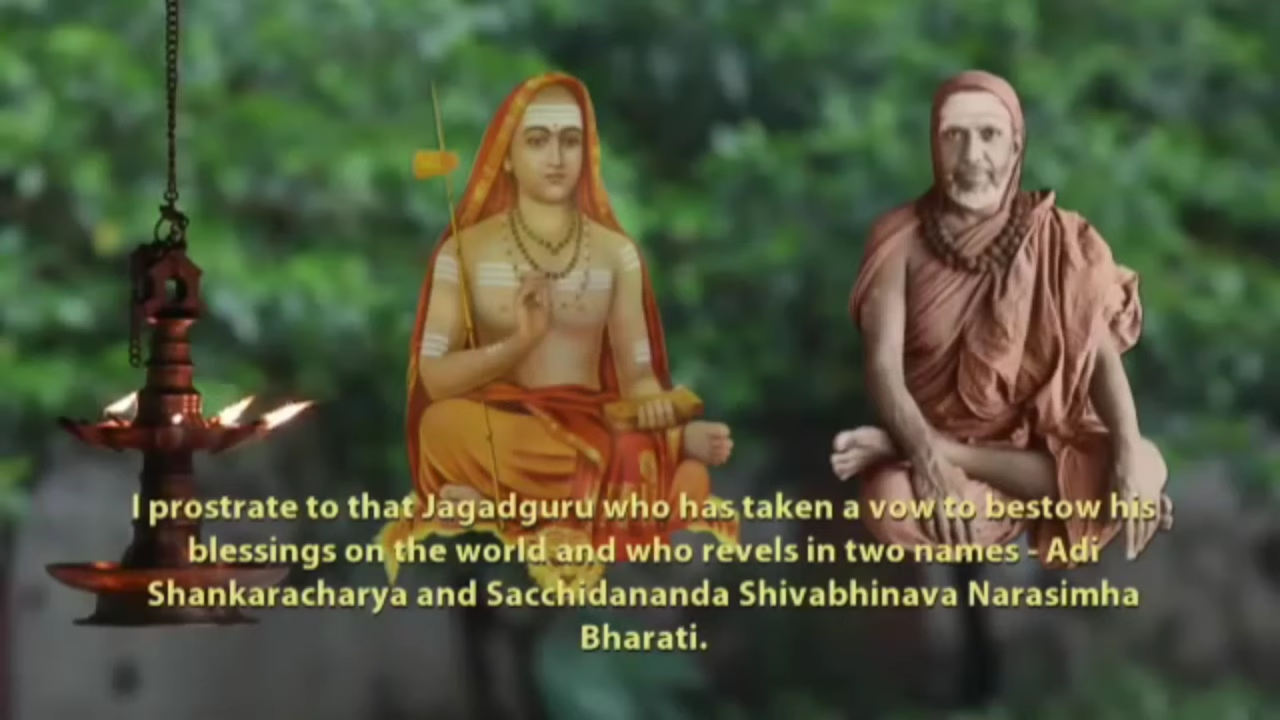 I prostrate to that Jagadguru who has taken a vow to bestow his
blessings on the world and who revels in two names - Adi
Shankaracharya and Sacchidananda Shivabhinava Narasimha
Bharati.